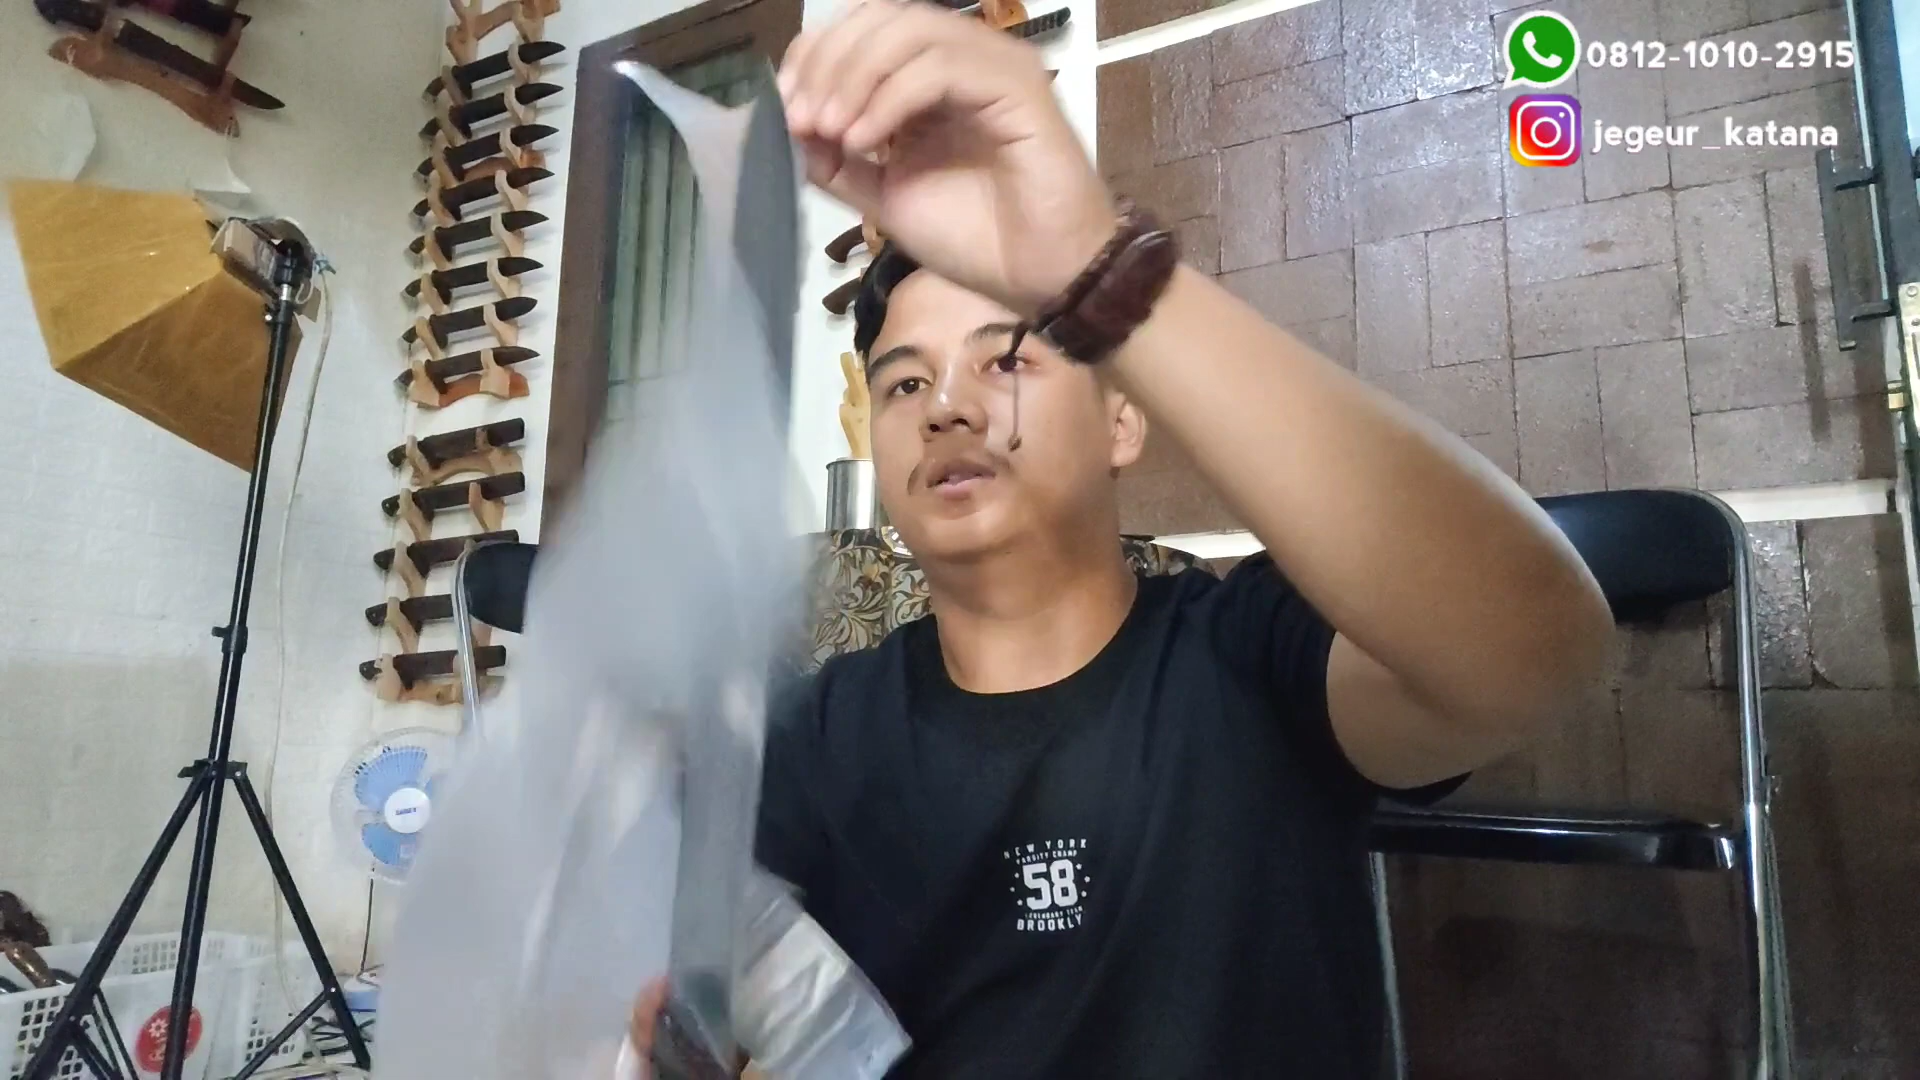 0812-1010-2915
jegeur_katana
NEW YORK
VARSITY CHAMP
58
LEGENDARY TEAM
BROOKLY